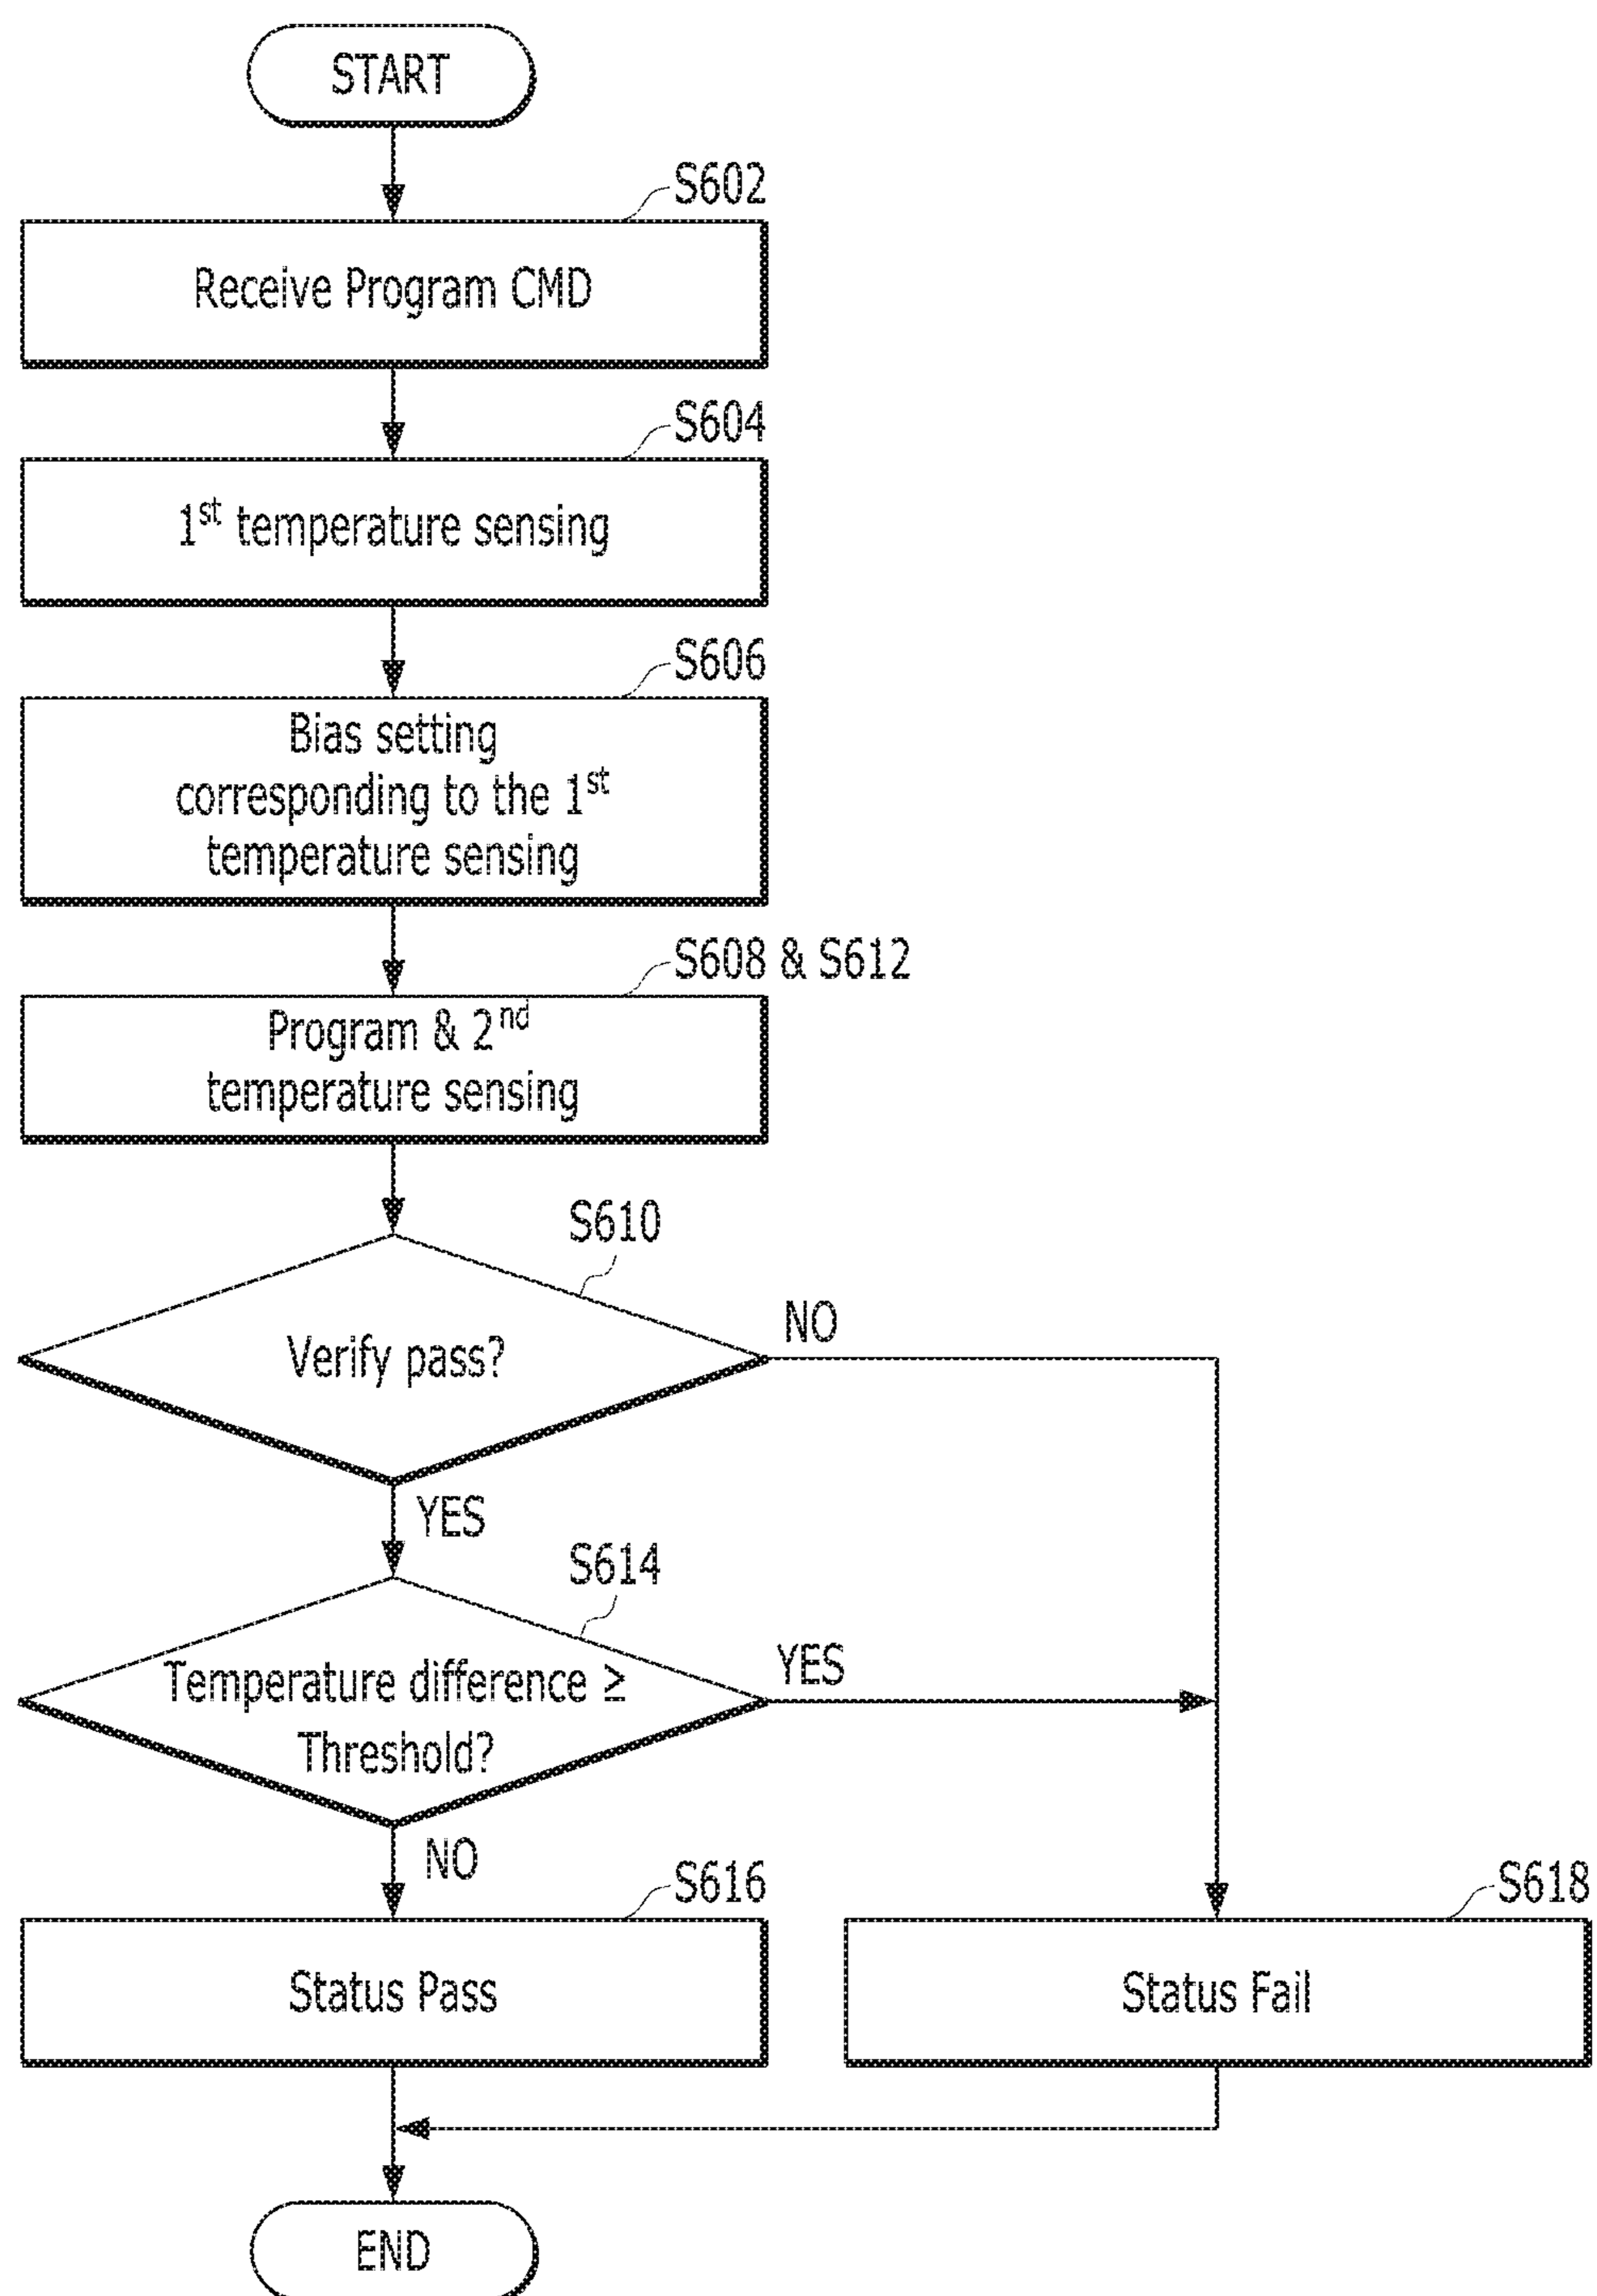 START
S602
Receive Program CMD
S604
1st temperature sensing
S606
Bias setting
corresponding to the 1st
temperature sensing
S608 & S612
Program & 2nd
temperature sensing
S610
Verify pass?
NO
YES
S614
Temperature difference ≥
Threshold?
YES
NO
S616
Status Pass
S618
Status Fail
END